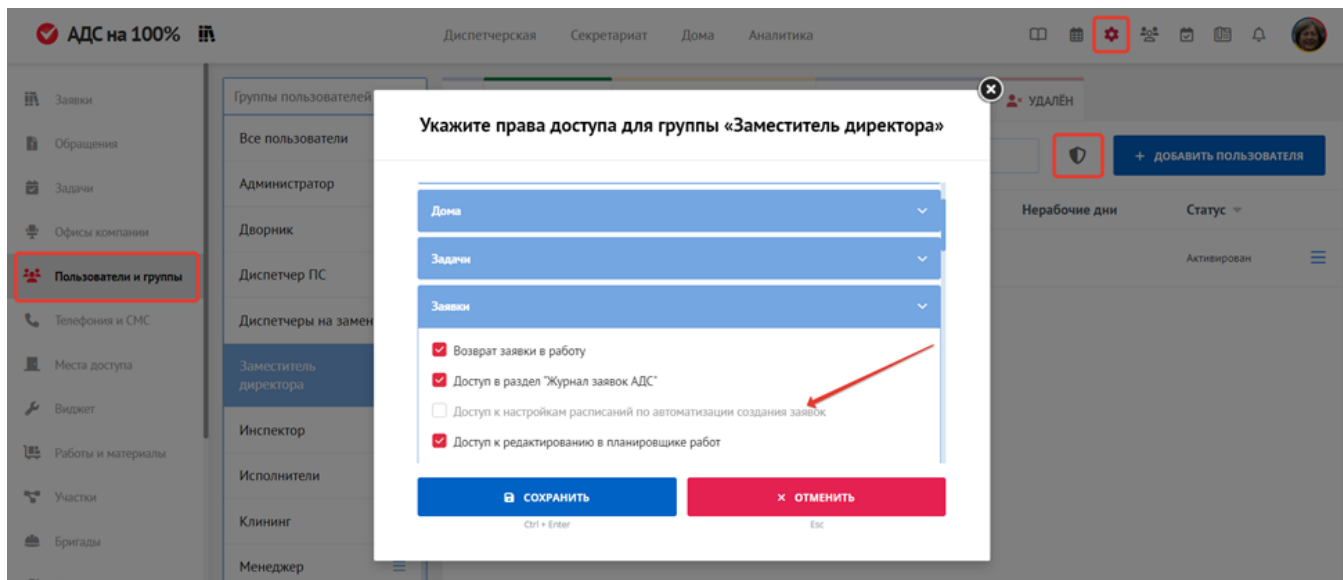 АДС на 100%
Диспетчерская Секретариат Дома Аналитика
Заявки
Обращения
Задачи
Офисы компании
Пользователи и группы
Телефония и СМС
Места доступа
Виджет
Работы и материалы
Участки
Бригады
Группы пользователей
Все пользователи
Администратор
Дворник
Диспетчер ПС
Диспетчеры на замен
Заместитель
директора
Инспектор
Исполнители
Клининг
Менеджер
Укажите права доступа для группы «Заместитель директора»
Дома
Задачи
Заявки
Возврат заявки в работу
Доступ в раздел "Журнал заявок АДС"
Доступ к настройкам расписаний по автоматизации создания заявок
Доступ к редактированию в планировщике работ
СОХРАНИТЬ
Ctrl + Enter
× ОТМЕНИТЬ
Esc
УДАЛЁН
+ ДОБАВИТЬ ПОЛЬЗОВАТЕЛЯ
Нерабочие дни Статус
Активирован